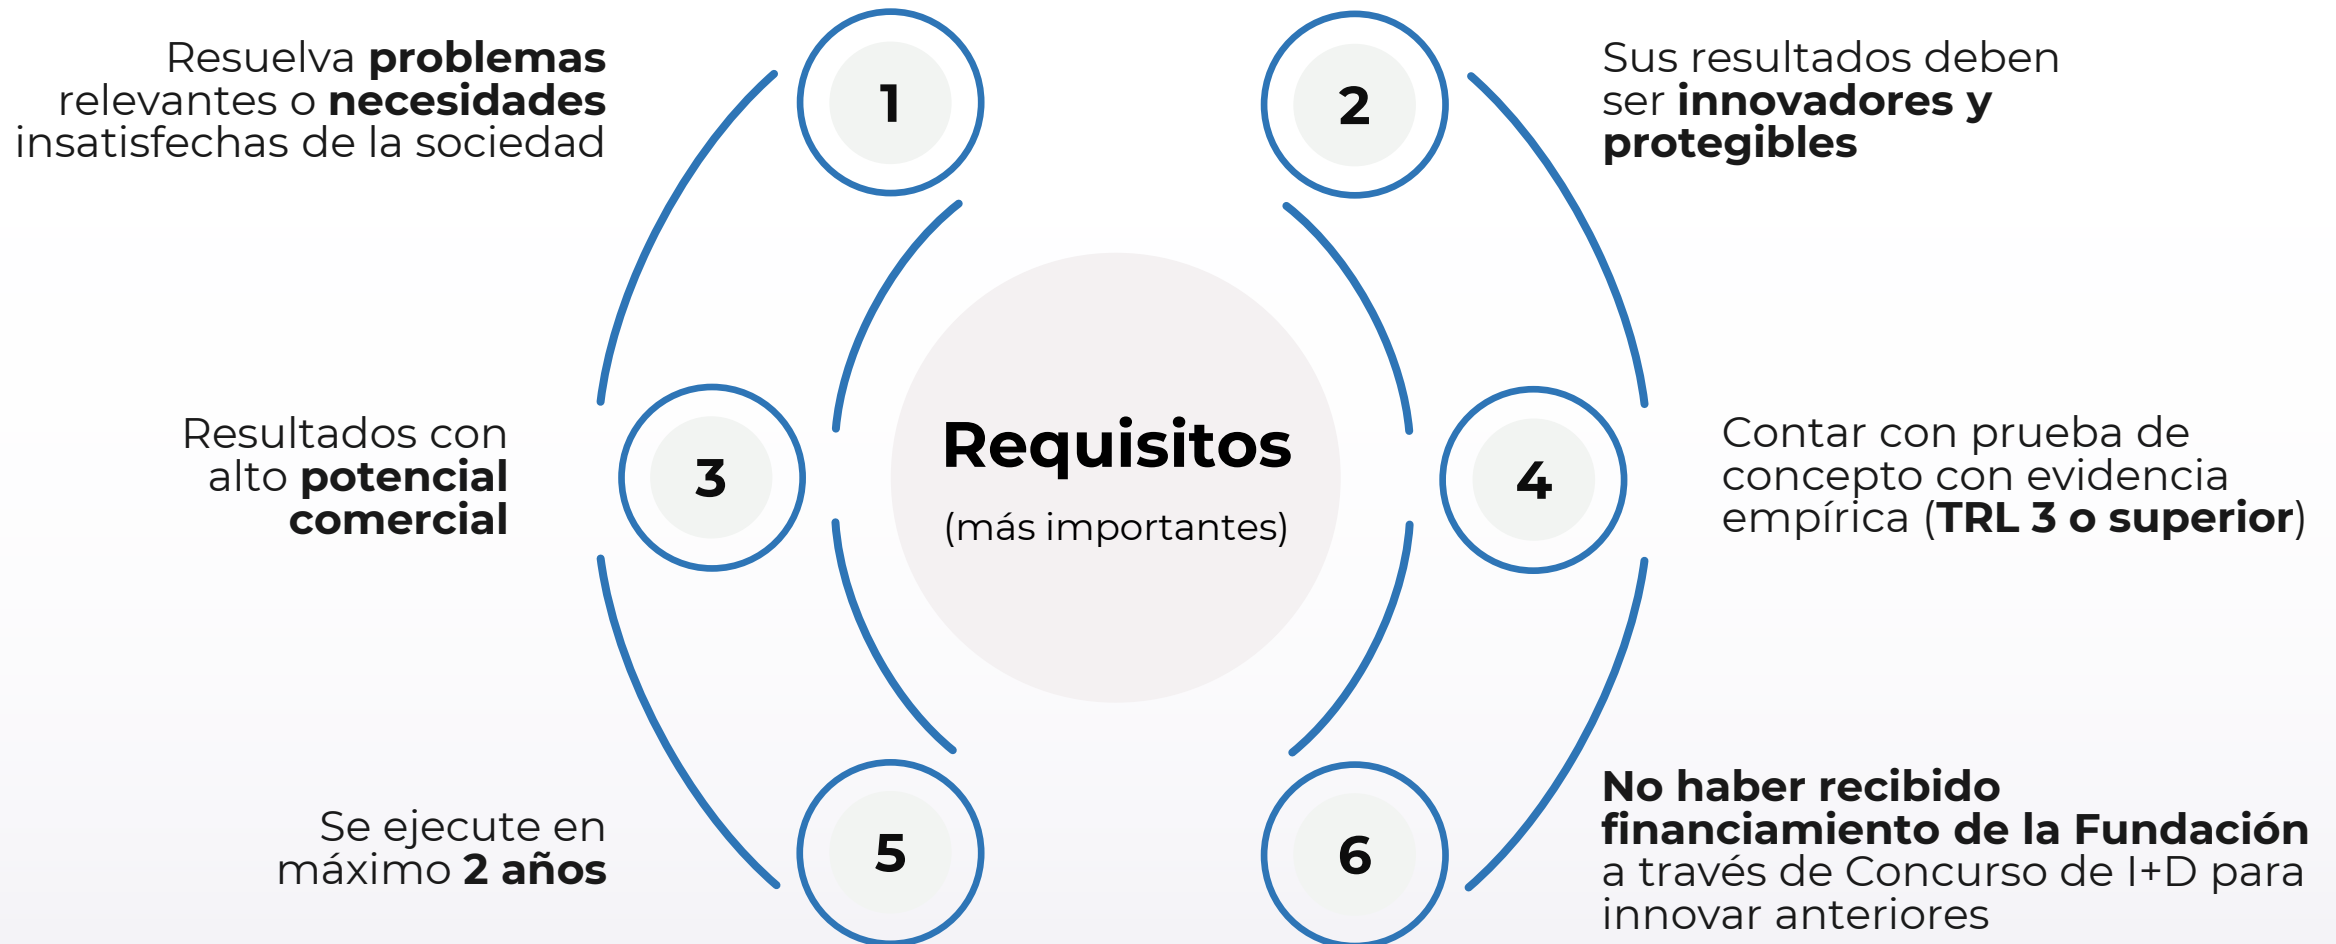 Resuelva problemas
relevantes o necesidades
insatisfechas de la sociedad
1
2
Sus resultados deben
ser innovadores y
protegibles
Resultados con
alto potencial
comercial
3
Requisitos
(más importantes)
4
Contar con prueba de
concepto con evidencia
empírica (TRL 3 o superior)
Se ejecute en
máximo 2 años
5
6
No haber recibido
financiamiento de la Fundación
a través de Concurso de I+D para
innovar anteriores